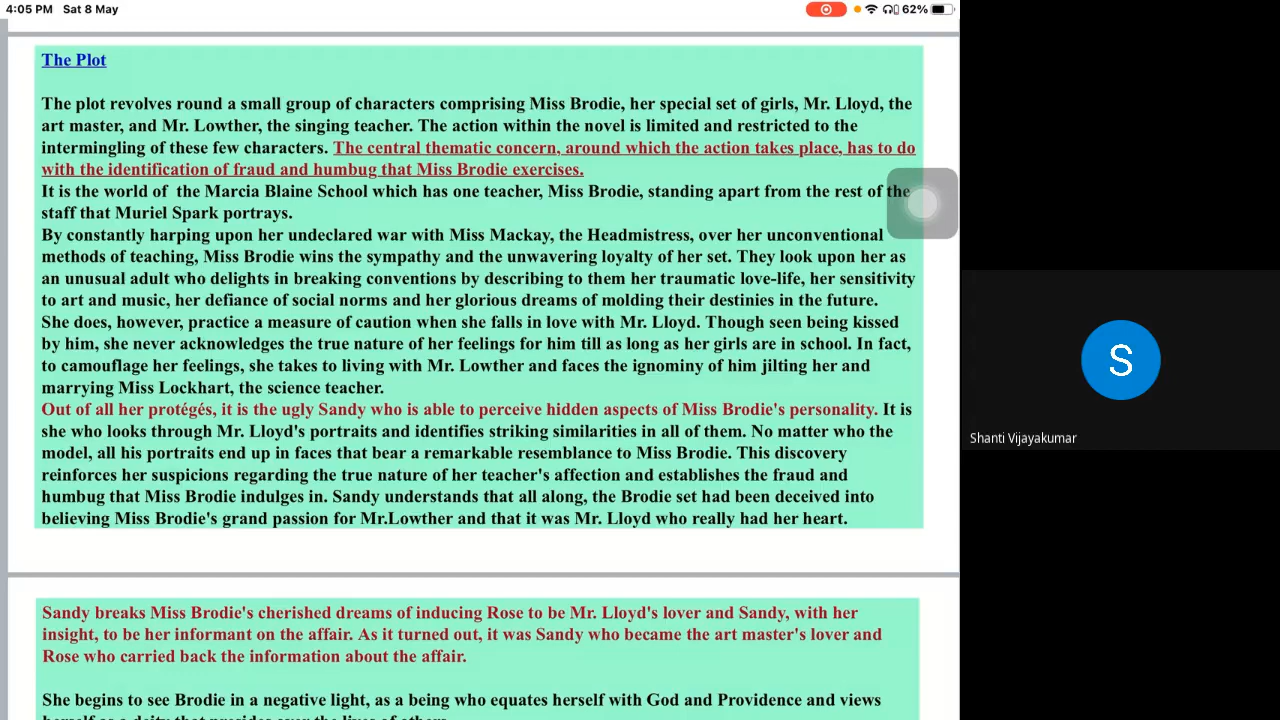 4:05 PM Sat 8 May
62%
The Plot
The plot revolves round a small group of characters comprising Miss Brodie, her special set of girls, Mr. Lloyd, the
art master, and Mr. Lowther, the singing teacher. The action within the novel is limited and restricted to the
intermingling of these few characters. The central thematic concern, around which the action takes place, has to do
with the identification of fraud and humbug that Miss Brodie exercises.
It is the world of the Marcia Blaine School which has one teacher, Miss Brodie, standing apart from the rest of the
staff that Muriel Spark portrays.
By constantly harping upon her undeclared war with Miss Mackay, the Headmistress, over her unconventional
methods of teaching, Miss Brodie wins the sympathy and the unwavering loyalty of her set. They look upon her as
an unusual adult who delights in breaking conventions by describing to them her traumatic love-life, her sensitivity
to art and music, her defiance of social norms and her glorious dreams of molding their destinies in the future.
She does, however, practice a measure of caution when she falls in love with Mr. Lloyd. Though seen being kissed
by him, she never acknowledges the true nature of her feelings for him till as long as her girls are in school. In fact,
to camouflage her feelings, she takes to living with Mr. Lowther and faces the ignominy of him jilting her and
marrying Miss Lockhart, the science teacher.
Out of all her protégés, it is the ugly Sandy who is able to perceive hidden aspects of Miss Brodie's personality. It is
she who looks through Mr. Lloyd's portraits and identifies striking similarities in all of them. No matter who the
model, all his portraits end up in faces that bear a remarkable resemblance to Miss Brodie. This discovery
reinforces her suspicions regarding the true nature of her teacher's affection and establishes the fraud and
humbug that Miss Brodie indulges in. Sandy understands that all along, the Brodie set had been deceived into
believing Miss Brodie's grand passion for Mr.Lowther and that it was Mr. Lloyd who really had her heart.
Sandy breaks Miss Brodie's cherished dreams of inducing Rose to be Mr. Lloyd's lover and Sandy, with her
insight, to be her informant on the affair. As it turned out, it was Sandy who became the art master's lover and
Rose who carried back the information about the affair.
She begins to see Brodie in a negative light, as a being who equates herself with God and Providence and views
herself as a deity that presides over the lives of others.
S
Shanti Vijayakumar